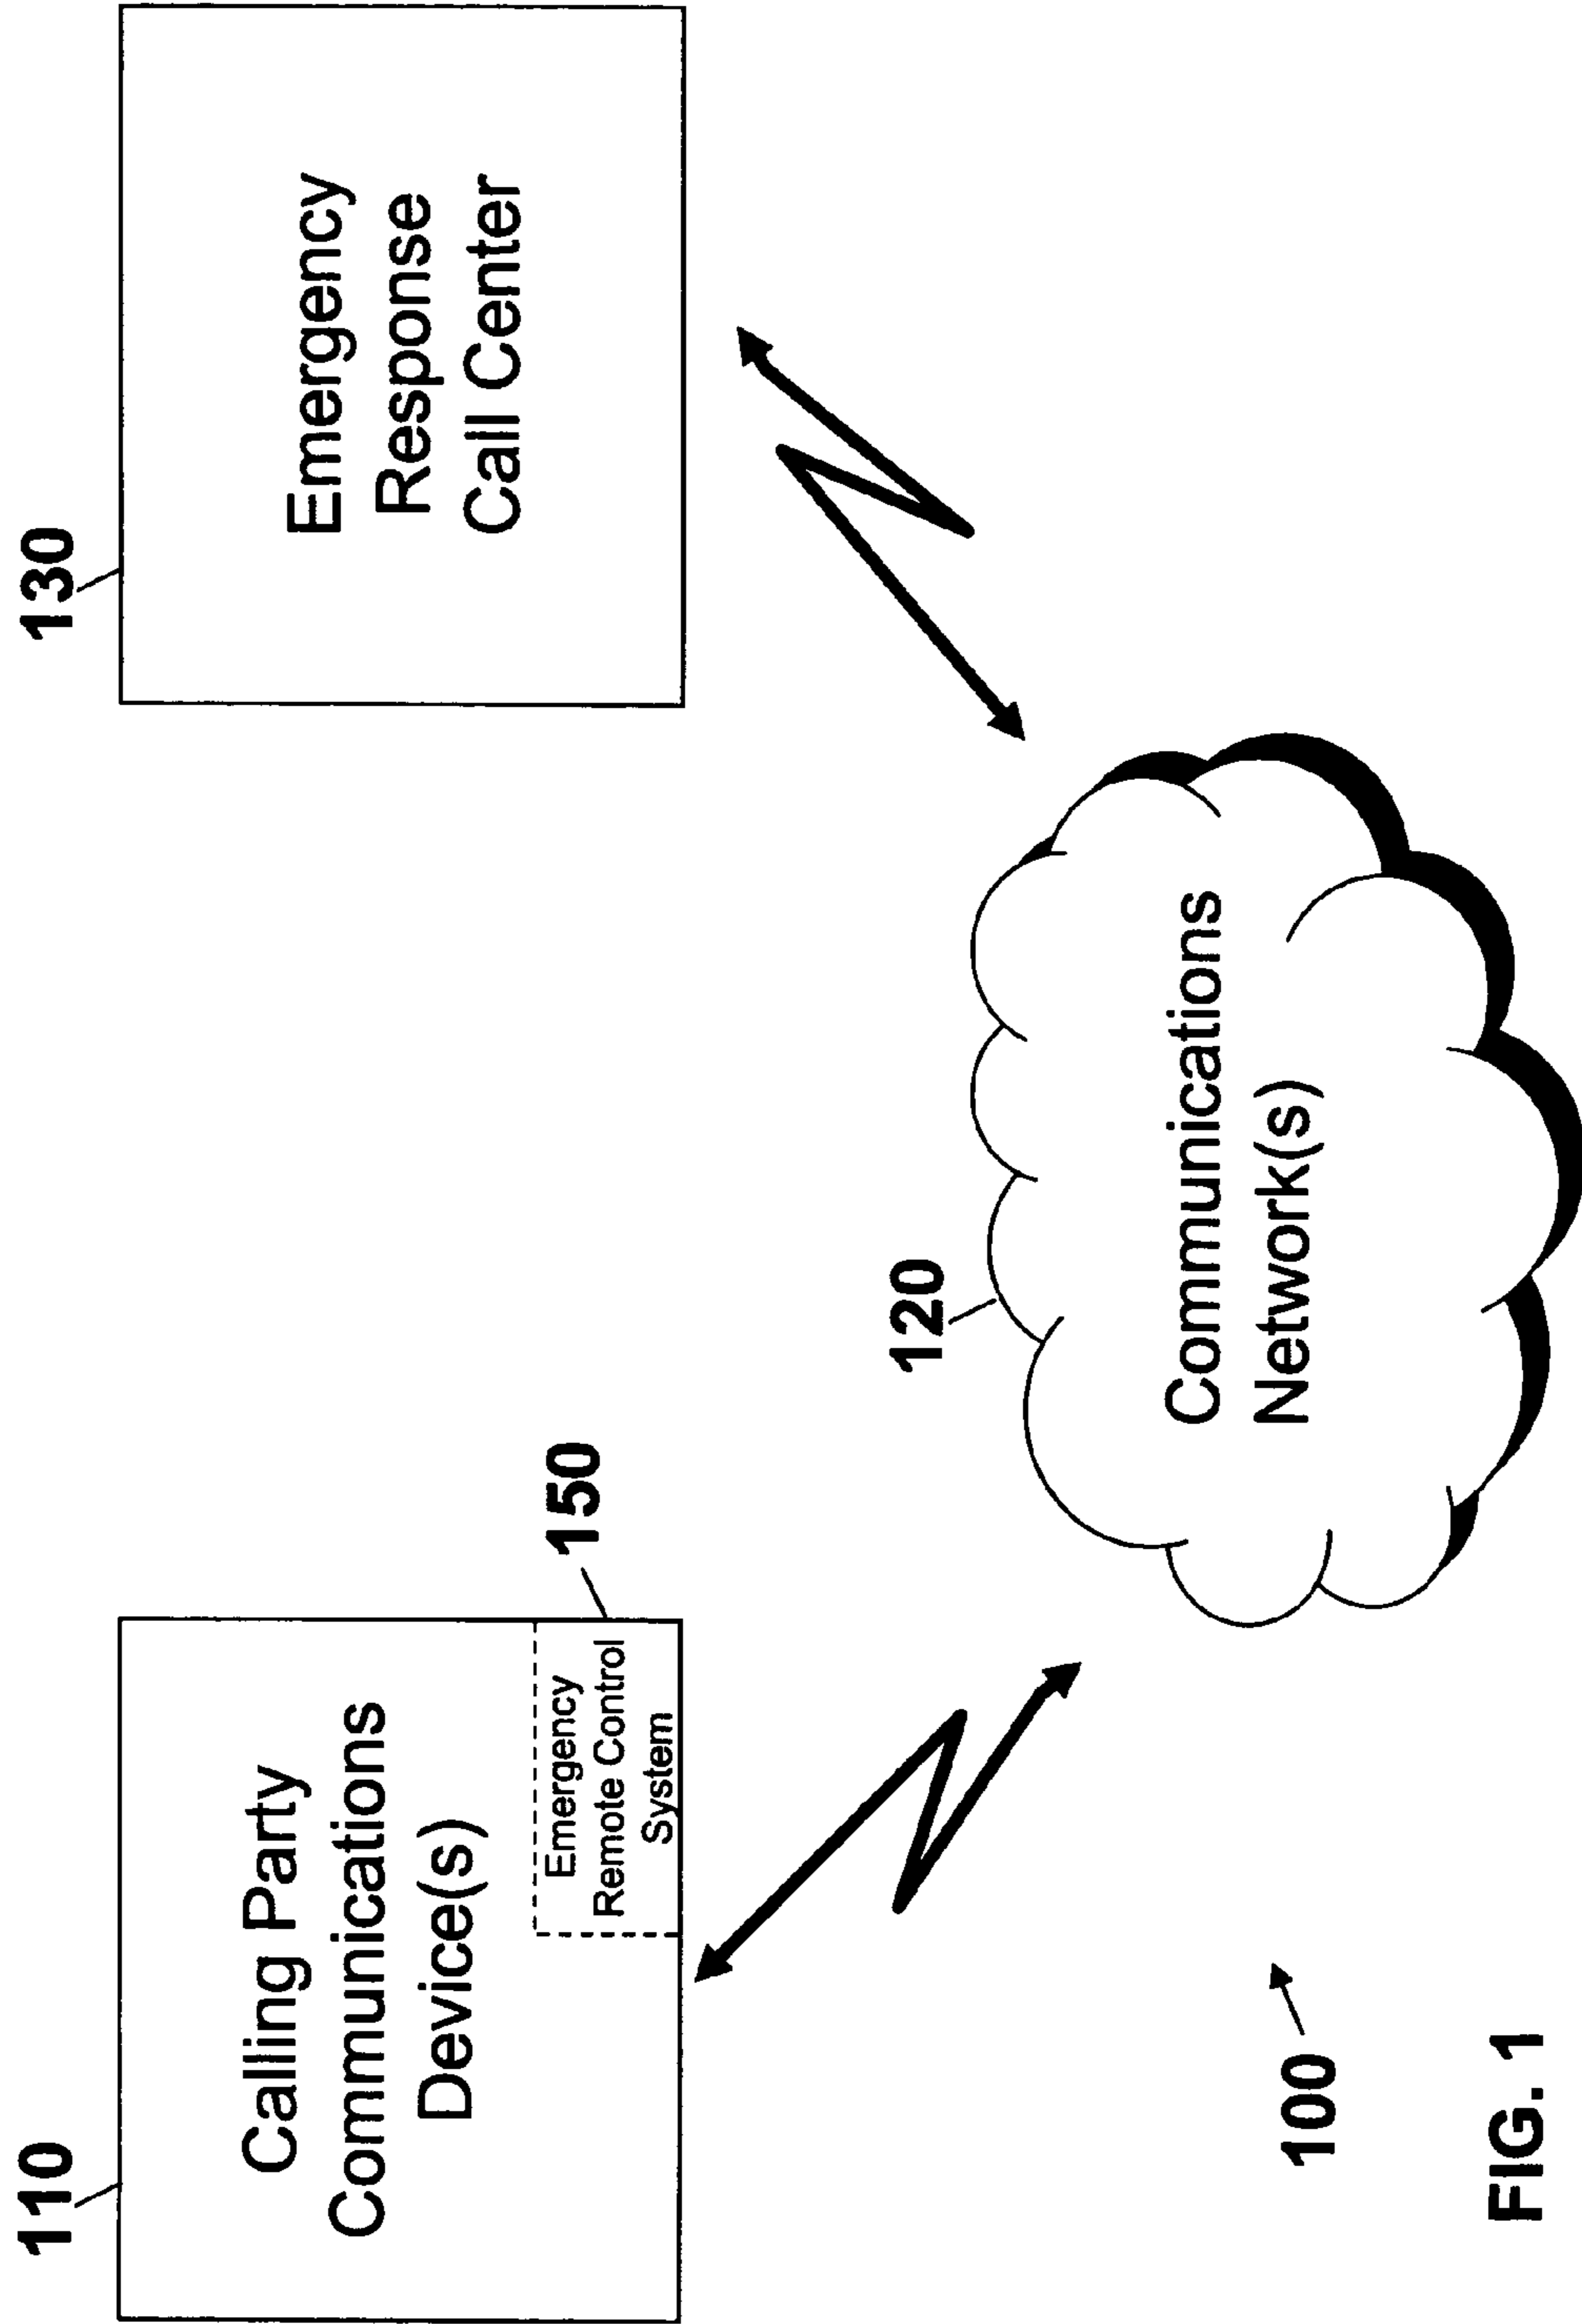 110
Calling Party
Communications
Device(s)
Emergency
Remote Control
System
150
130
Emergency
Response
Call Center
120
Communications
Network(s)
100
FIG. 1